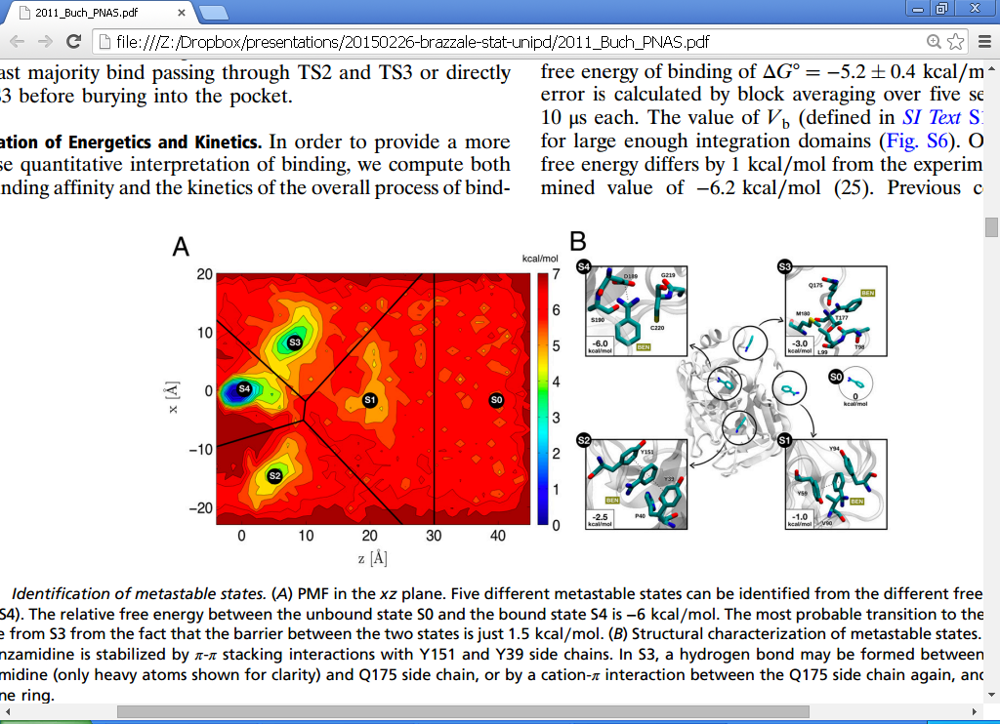 2011_Buch_PNAS.pdf
file:///Z:/Dropbox/presentations/20150226-brazzale-stat-unipd/2011_Buch_PNAS.pdf
ast majority bind passing through TS2 and TS3 or directly
3 before burying into the pocket.
ation of Energetics and Kinetics. In order to provide a more
se quantitative interpretation of binding, we compute both
nding affinity and the kinetics of the overall process of bind-
free energy of binding of ΔG° = −5.2 ± 0.4 kcal/m
error is calculated by block averaging over five se
10 μs each. The value of Vb (defined in SI Text S
for large enough integration domains (Fig. S6). O
free energy differs by 1 kcal/mol from the experim
mined value of −6.2 kcal/mol (25). Previous c
A
kcal/mol
20
10
0
−10
−20
x [Å]
0
10
20
30
40
z [Å]
S3
S4
S2
S1
S0
7
6
5
4
3
2
1
0
B
S4
D189
G219
S190
C220
BEN
-6.0
kcal/mol
S3
Q175
BEN
M180
T177
L99
T98
-3.0
kcal/mol
S0
0
kcal/mol
S2
Y151
Y39
BEN
P40
-2.5
kcal/mol
S1
Y94
Y59
BEN
V90
-1.0
kcal/mol
Identification of metastable states. (A) PMF in the xz plane. Five different metastable states can be identified from the different free
S4). The relative free energy between the unbound state S0 and the bound state S4 is −6 kcal/mol. The most probable transition to the
e from S3 from the fact that the barrier between the two states is just 1.5 kcal/mol. (B) Structural characterization of metastable states.
nzamidine is stabilized by π-π stacking interactions with Y151 and Y39 side chains. In S3, a hydrogen bond may be formed between
midine (only heavy atoms shown for clarity) and Q175 side chain, or by a cation-π interaction between the Q175 side chain again, and
ne ring.